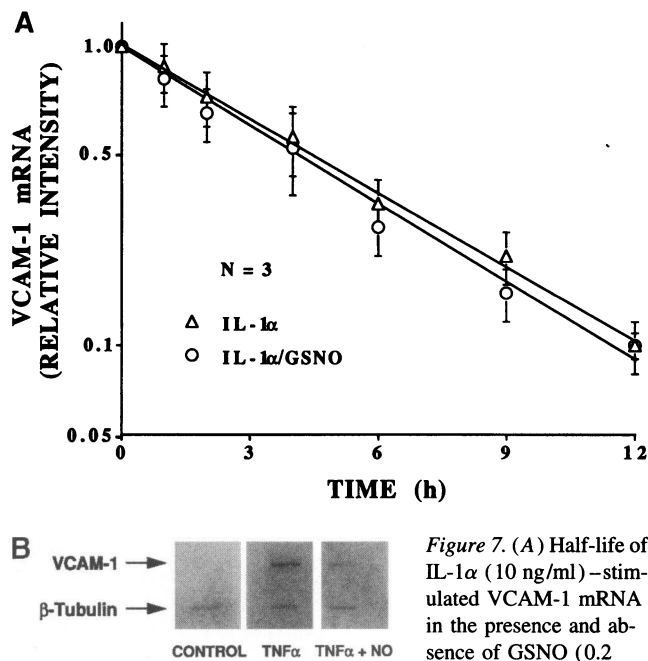 A
VCAM-1 mRNA
(RELATIVE INTENSITY)
1.0
0.5
0.1
0.05
N = 3
△ IL-1α
○ IL-1α/GSNO
0 3 6 9 12
TIME (h)
B
VCAM-1
β-Tubulin
CONTROL TNFα TNFα + NO
Figure 7. (A) Half-life of
IL-1α (10 ng/ml)–stim-
ulated VCAM-1 mRNA
in the presence and ab-
sence of GSNO (0.2